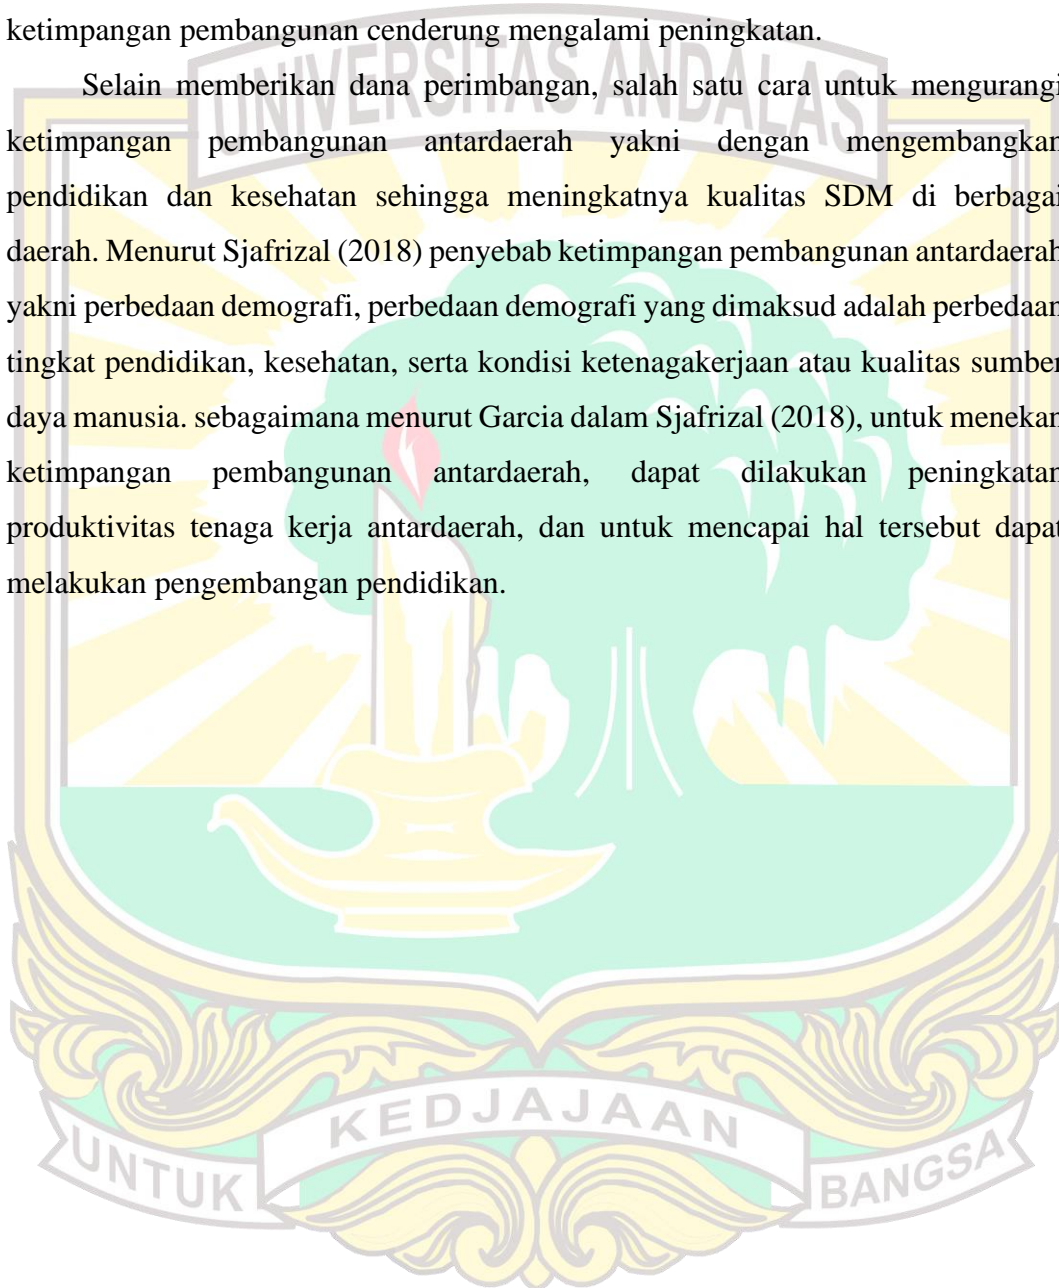 ketimpangan pembangunan cenderung mengalami peningkatan.
UNIVERSITAS ANDALAS
Selain memberikan dana perimbangan, salah satu cara untuk mengurangi
ketimpangan pembangunan antardaerah yakni dengan mengembangkan
pendidikan dan kesehatan sehingga meningkatnya kualitas SDM di berbagai
daerah. Menurut Sjafrizal (2018) penyebab ketimpangan pembangunan antardaerah
yakni perbedaan demografi, perbedaan demografi yang dimaksud adalah perbedaan
tingkat pendidikan, kesehatan, serta kondisi ketenagakerjaan atau kualitas sumber
daya manusia. sebagaimana menurut Garcia dalam Sjafrizal (2018), untuk menekan
ketimpangan pembangunan antardaerah, dapat dilakukan peningkatan
produktivitas tenaga kerja antardaerah, dan untuk mencapai hal tersebut dapat
melakukan pengembangan pendidikan.
UNTUK KEDJAJAAN BANGSA